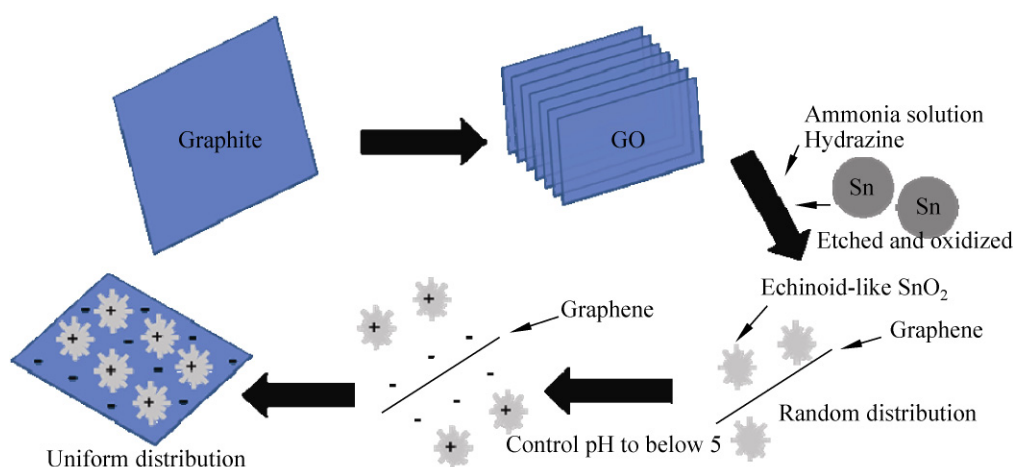 Graphite
GO
Ammonia solution
Hydrazine
Sn
Sn
Etched and oxidized
Echinoid-like SnO₂
Graphene
Random distribution
Graphene
Control pH to below 5
+
+
+
+
-
-
-
-
-
+
+
+
+
+
+
-
-
-
-
-
-
-
-
Uniform distribution